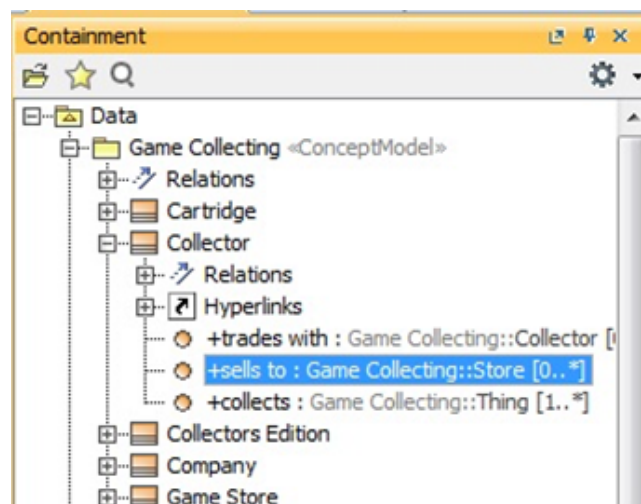 Containment
Data
Game Collecting «ConceptModel»
Relations
Cartridge
Collector
Relations
Hyperlinks
+trades with : Game Collecting::Collector [
+sells to : Game Collecting::Store [0..*]
+collects : Game Collecting::Thing [1..*]
Collectors Edition
Company
Game Store